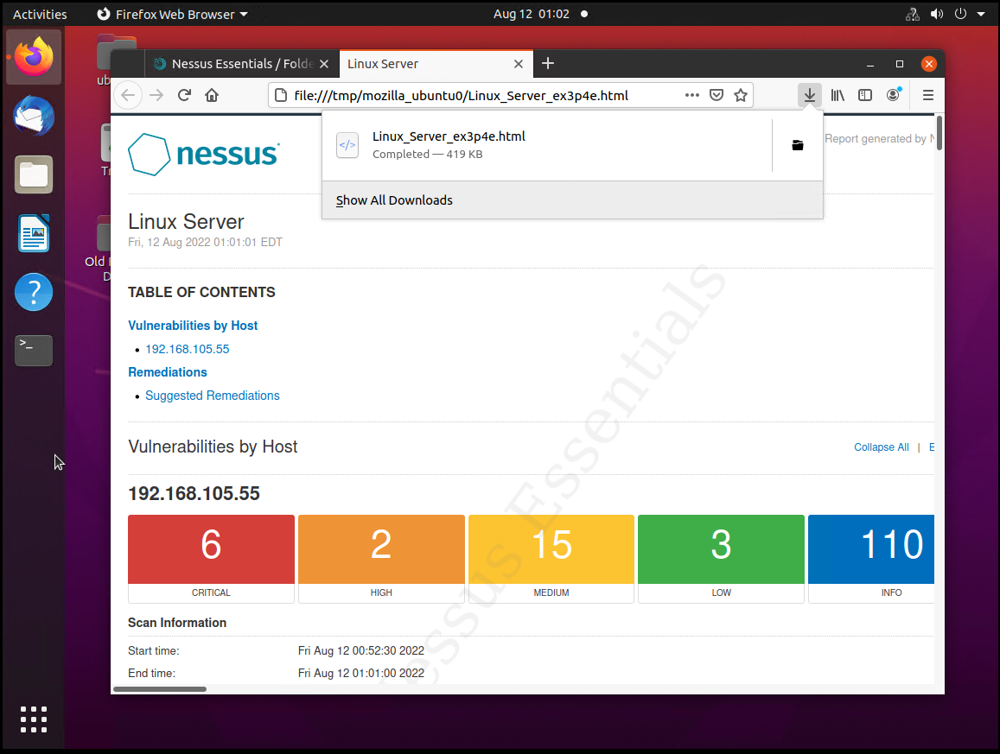 Activities
Firefox Web Browser
Aug 12 01:02
Nessus Essentials / Folde
Linux Server
file:///tmp/mozilla_ubuntu0/Linux_Server_ex3p4e.html
Linux_Server_ex3p4e.html
Completed — 419 KB
Show All Downloads
nessus
Report generated by
Linux Server
Fri, 12 Aug 2022 01:01:01 EDT
TABLE OF CONTENTS
Vulnerabilities by Host
• 192.168.105.55
Remediations
• Suggested Remediations
Vulnerabilities by Host
Collapse All | E
192.168.105.55
6
2
15
3
110
CRITICAL
HIGH
MEDIUM
LOW
INFO
Scan Information
Start time: Fri Aug 12 00:52:30 2022
End time: Fri Aug 12 01:01:00 2022
essus Essentials
ub
Tr
Old
D
>_
?